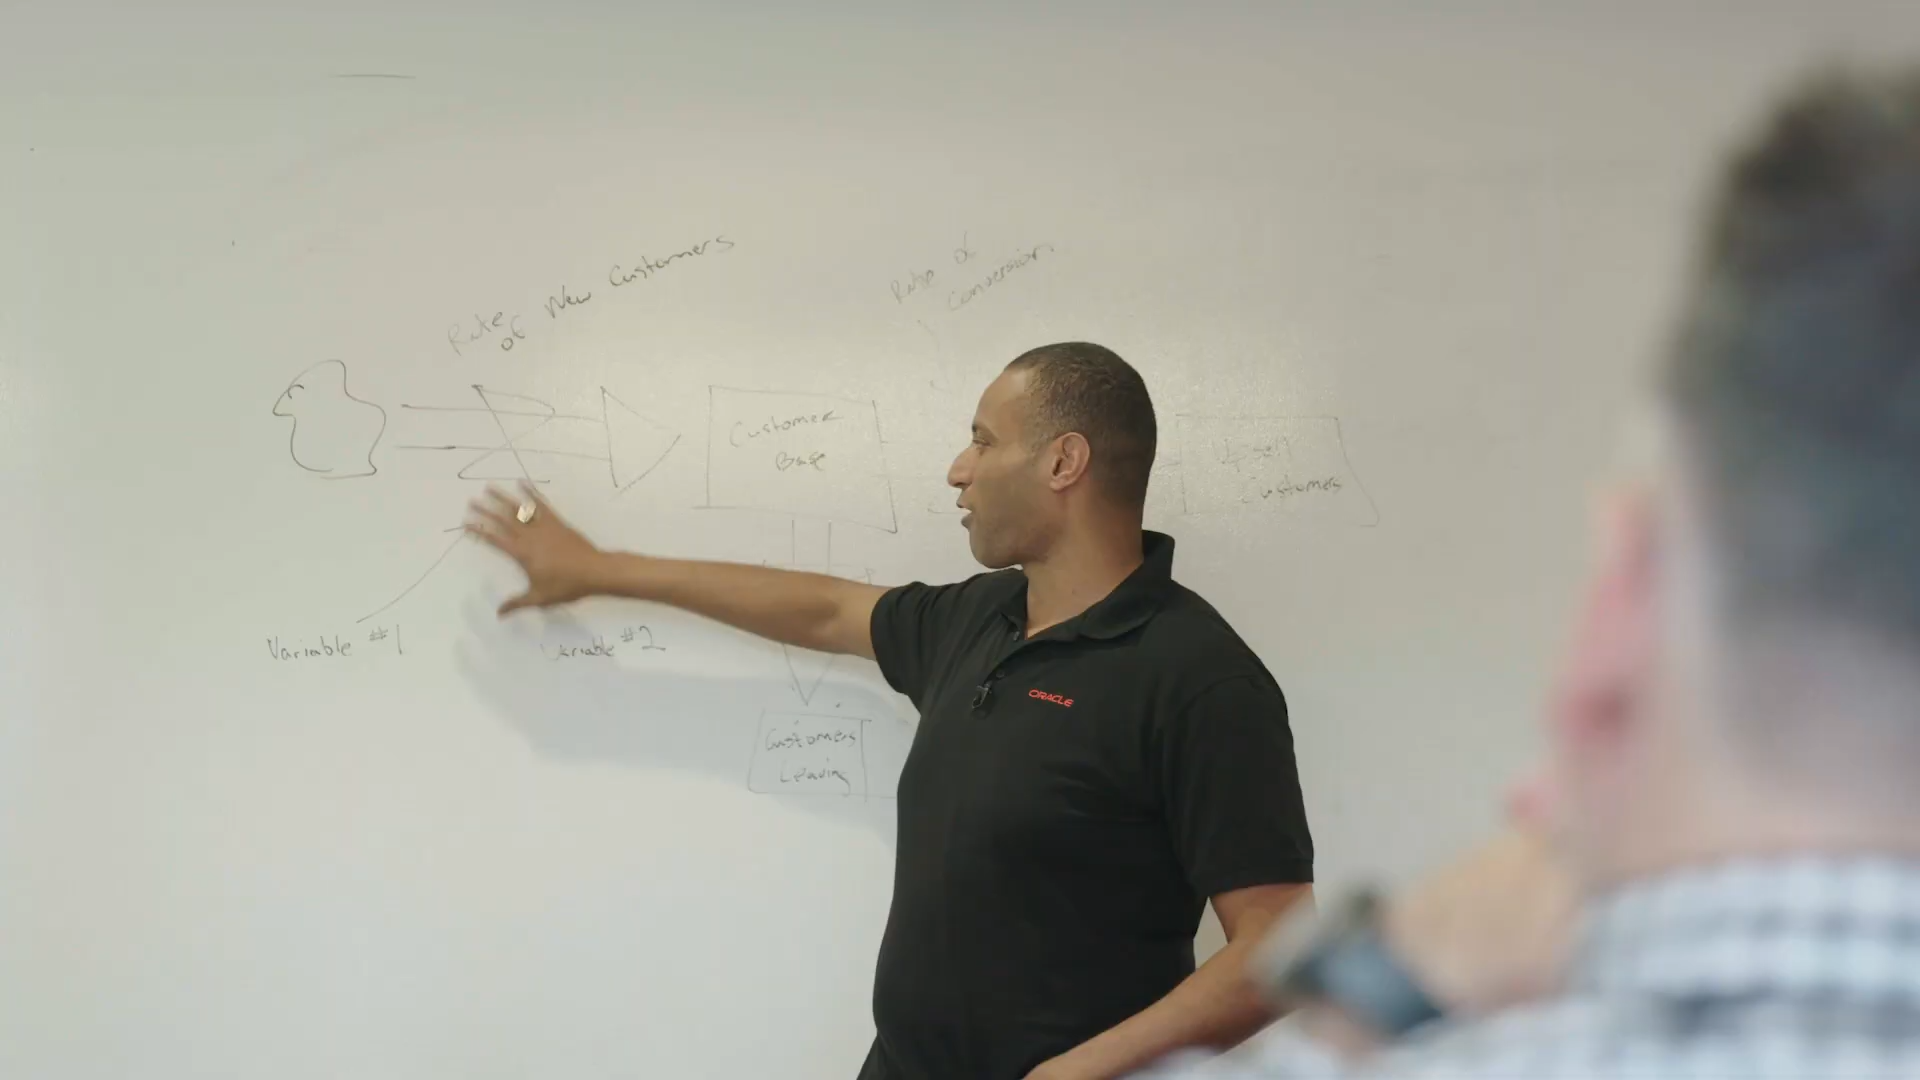 Rate of New Customers
Rate of
Conversion
Customer
Base
Customers
Variable #1
Variable #2
ORACLE
Customers
Leaving